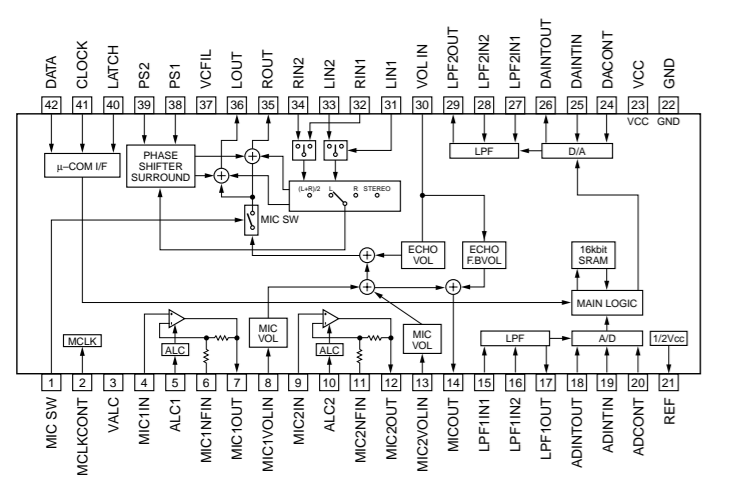 DATA
CLOCK
LATCH
PS2
PS1
VCFIL
LOUT
ROUT
RIN2
LIN2
RIN1
LIN1
VOL IN
LPF2OUT
LPF2IN2
LPF2IN1
DAINTOUT
DAINTIN
DACONT
VCC
GND
42 41 40 39 38 37 36 35 34 33 32 31 30 29 28 27 26 25 24 23 22
VCC GND
μ–COM I/F
PHASE
SHIFTER
SURROUND
LPF
D/A
(L+R)/2 L R STEREO
MIC SW
ECHO
VOL
ECHO
F.BVOL
16kbit
SRAM
MAIN LOGIC
MCLK
ALC
MIC
VOL
ALC
MIC
VOL
LPF
A/D
1/2Vcc
1 2 3 4 5 6 7 8 9 10 11 12 13 14 15 16 17 18 19 20 21
MIC SW
MCLKCONT
VALC
MIC1IN
ALC1
MIC1NFIN
MIC1OUT
MIC1VOLIN
MIC2IN
ALC2
MIC2NFIN
MIC2OUT
MIC2VOLIN
MICOUT
LPF1IN1
LPF1IN2
LPF1OUT
ADINTOUT
ADINTIN
ADCONT
REF